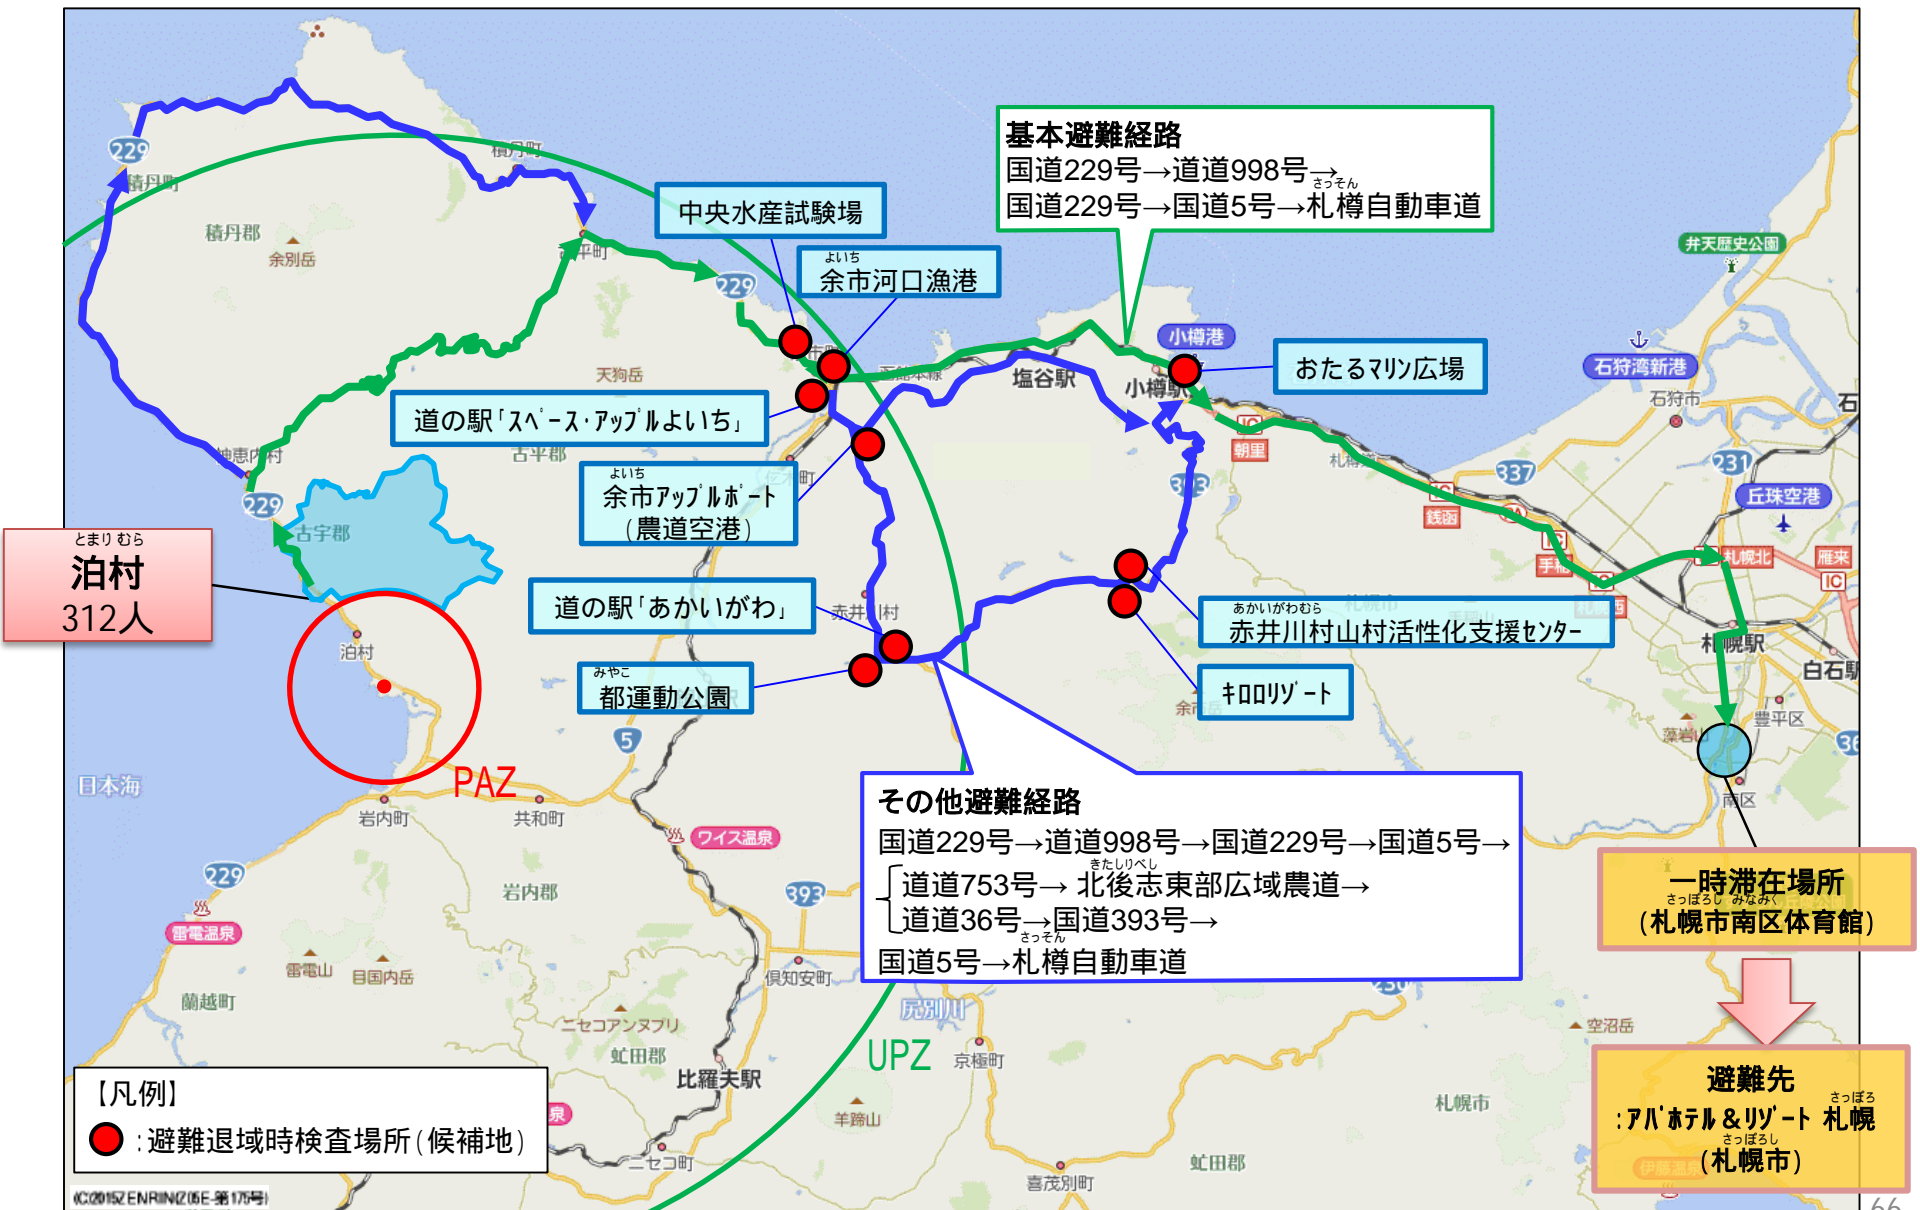 基本避難経路
国道229号→道道998号→
さっそん
国道229号→国道5号→札樽自動車道
229
積丹町
積丹町
積丹郡
余別岳
中央水産試験場
よいち
余市河口漁港
229
天狗岳
道の駅「スペース・アップルよいち」
古平郡
よいち
余市アップルポート
(農道空港)
小樽港
塩谷駅
小樽駅
おたるマリン広場
井天歴史公園
石狩湾新港
石狩市
石
IC
朝里
337
231
丘珠空港
IC
銭函
PA
IC
手稲
IC
札幌北
雁来
IC
神恵内村
229
古宇郡
とまりむら
泊村
312人
泊村
PAZ
道の駅「あかいがわ」
赤井川村
みやこ
都運動公園
あかいがわむら
赤井川村山村活性化支援センター
キロロリゾート
札幌市
札幌駅
白石駅
豊平区
藻岩山
南区
36
日本海
5
岩内町
共和町
ワイス温泉
229
岩内郡
393
雷電温泉
雷電山
目国内岳
蘭越町
倶知安町
ニセコアンヌプリ
虻田郡
比羅夫駅
その他避難経路
国道229号→道道998号→国道229号→国道5号→
きたしりべし
道道753号→ 北後志東部広域農道→
道道36号→国道393号→
さっそん
国道5号→札樽自動車道
230
尻別川
UPZ
京極町
羊蹄山
ニセコ町
喜茂別町
虻田郡
札幌市
空沼岳
一時滞在場所
さっぽろし みなみく
(札幌市南区体育館)
避難先
さっぽろ
:アパホテル&リゾート 札幌
さっぽろし
(札幌市)
【凡例】
:避難退域時検査場所(候補地)
(C)2015ZENRIN(Z05E-第175号)
66